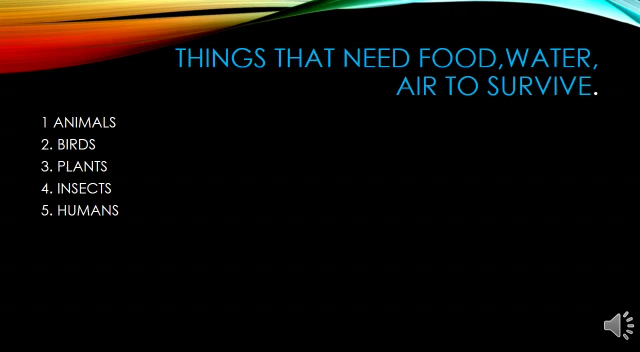 THINGS THAT NEED FOOD,WATER,
AIR TO SURVIVE.
1 ANIMALS
2. BIRDS
3. PLANTS
4. INSECTS
5. HUMANS